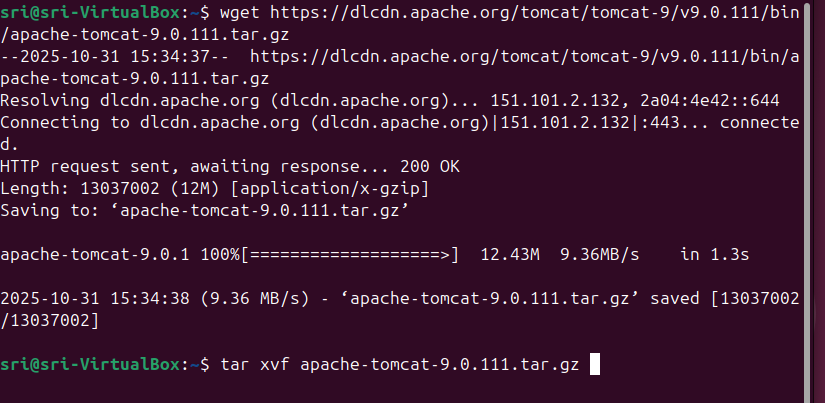 sri@sri-VirtualBox:~$ wget https://dlcdn.apache.org/tomcat/tomcat-9/v9.0.111/bin
/apache-tomcat-9.0.111.tar.gz
--2025-10-31 15:34:37--  https://dlcdn.apache.org/tomcat/tomcat-9/v9.0.111/bin/a
pache-tomcat-9.0.111.tar.gz
Resolving dlcdn.apache.org (dlcdn.apache.org)... 151.101.2.132, 2a04:4e42::644
Connecting to dlcdn.apache.org (dlcdn.apache.org)|151.101.2.132|:443... connecte
d.
HTTP request sent, awaiting response... 200 OK
Length: 13037002 (12M) [application/x-gzip]
Saving to: ‘apache-tomcat-9.0.111.tar.gz’

apache-tomcat-9.0.1 100%[===================>]  12.43M  9.36MB/s    in 1.3s

2025-10-31 15:34:38 (9.36 MB/s) - ‘apache-tomcat-9.0.111.tar.gz’ saved [13037002
/13037002]

sri@sri-VirtualBox:~$ tar xvf apache-tomcat-9.0.111.tar.gz